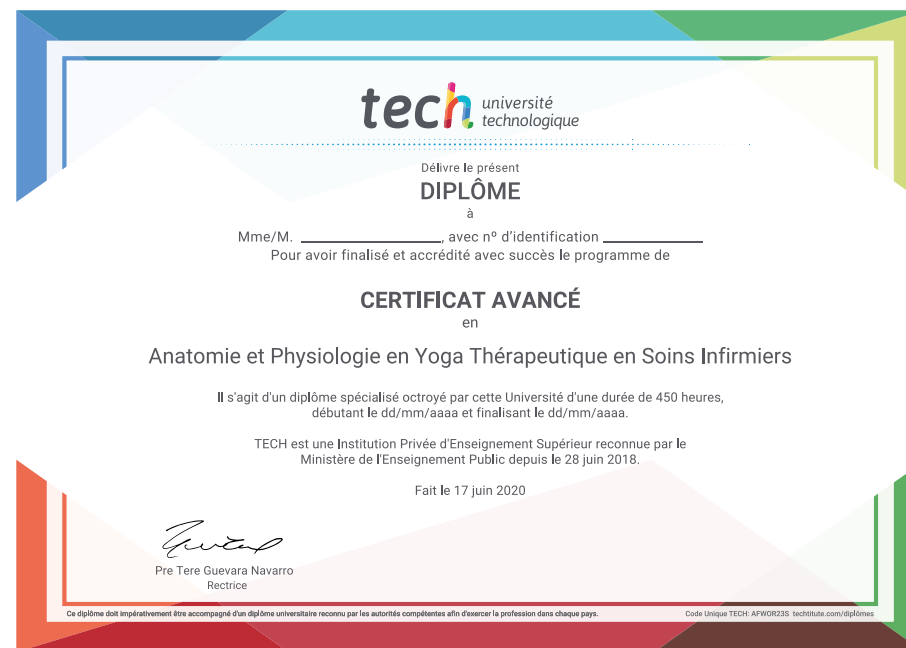 tech université
technologique
Délivre le présent
DIPLÔME
à
Mme/M. ____________________, avec nº d'identification ______________
Pour avoir finalisé et accrédité avec succès le programme de
CERTIFICAT AVANCÉ
en
Anatomie et Physiologie en Yoga Thérapeutique en Soins Infirmiers
Il s'agit d'un diplôme spécialisé octroyé par cette Université d'une durée de 450 heures,
débutant le dd/mm/aaaa et finalisant le dd/mm/aaaa.
TECH est une Institution Privée d'Enseignement Supérieur reconnue par le
Ministère de l'Enseignement Public depuis le 28 juin 2018.
Fait le 17 juin 2020
Pre Tere Guevara Navarro
Rectrice
Ce diplôme doit impérativement être accompagné d'un diplôme universitaire reconnu par les autorités compétentes afin d'exercer la profession dans chaque pays.
Code Unique TECH: AFWOR23S techtitute.com/diplômes